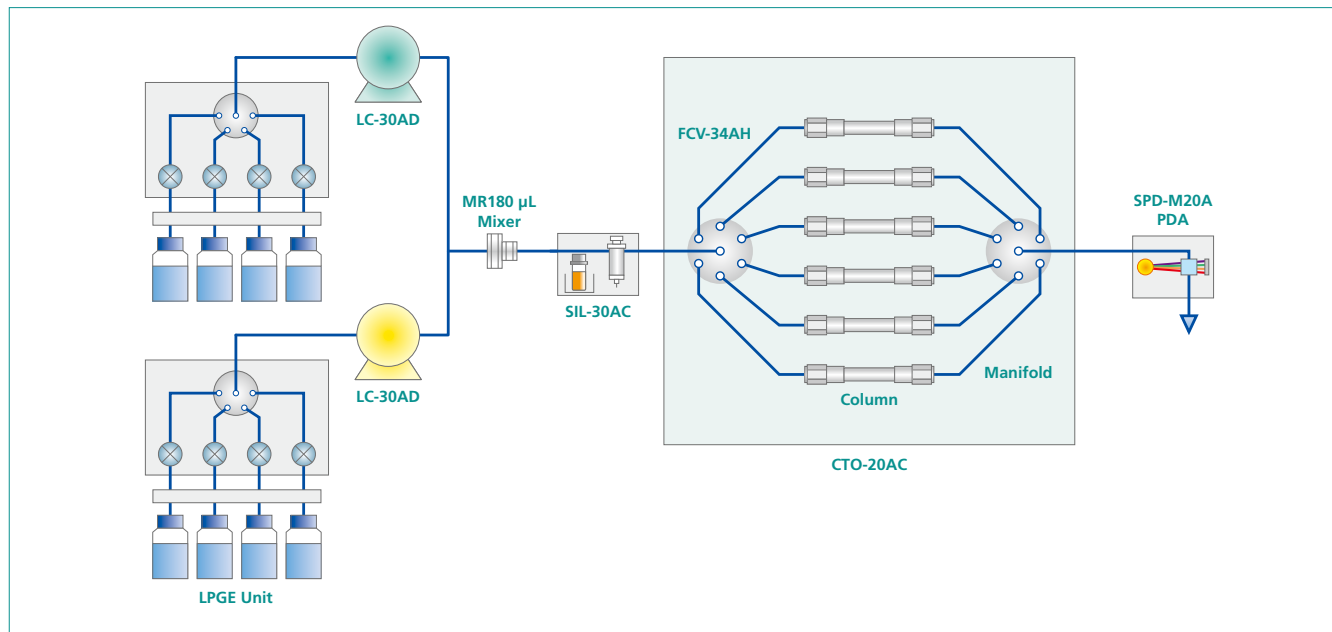 LC-30AD
FCV-34AH
MR180 µL
Mixer
SPD-M20A
PDA
SIL-30AC
LC-30AD
Manifold
Column
CTO-20AC
LPGE Unit